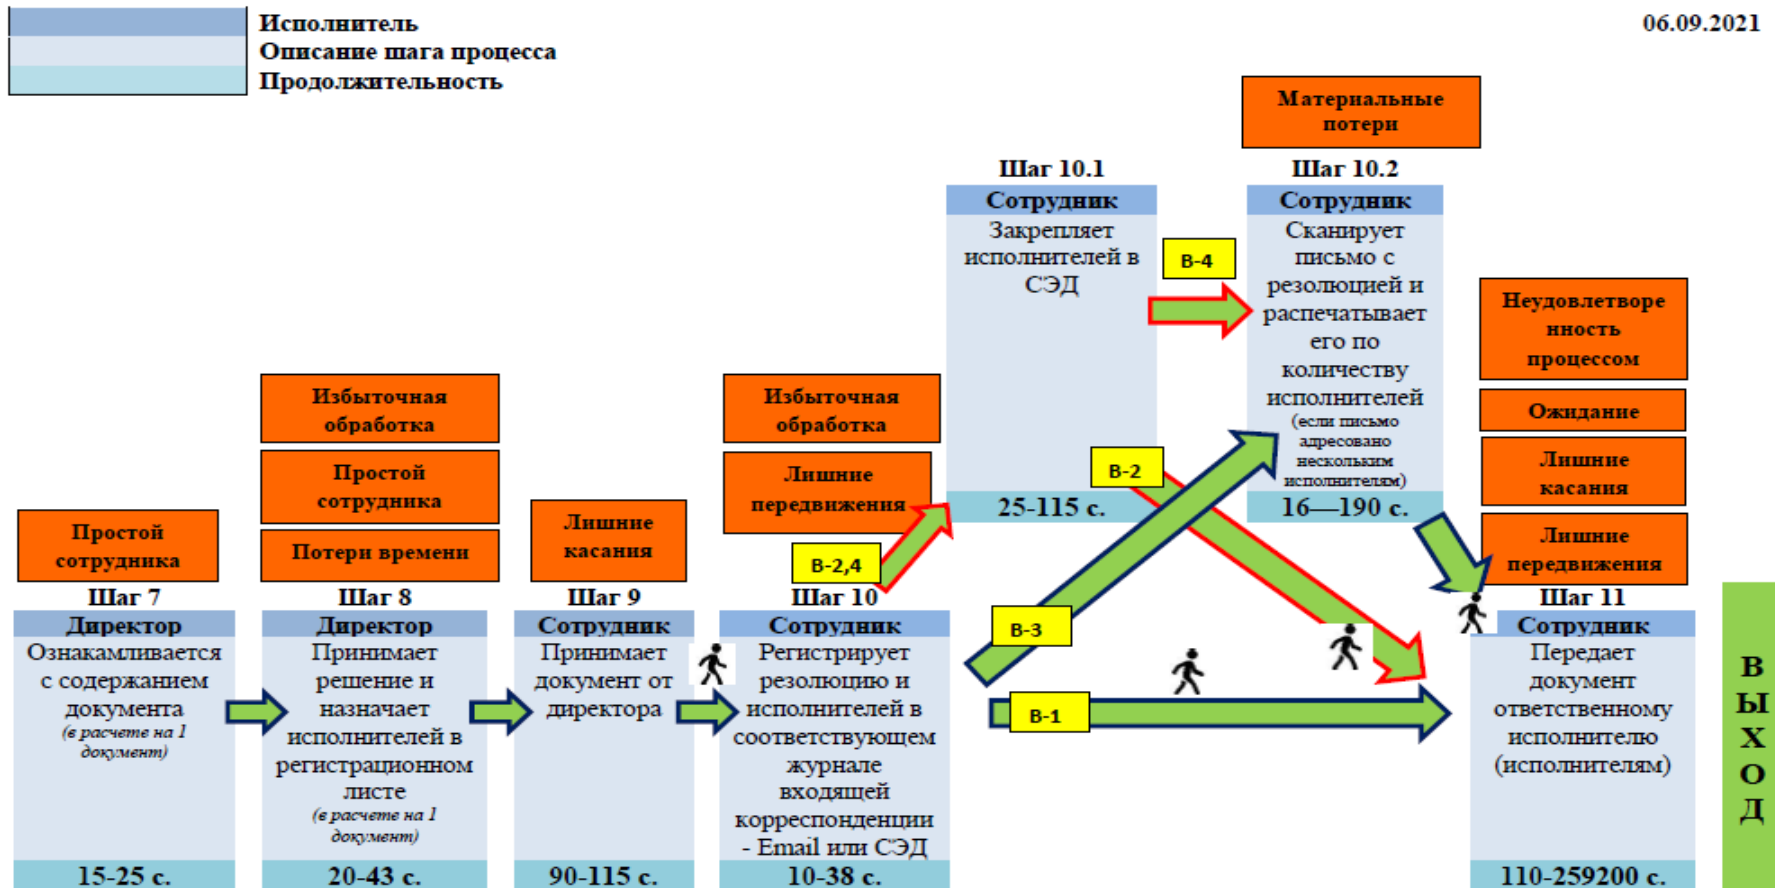 Исполнитель
Описание шага процесса
Продолжительность
06.09.2021
Материальные
потери
Шаг 10.1
Сотрудник
Закрепляет
исполнителей в
СЭД
25-115 с.
В-4
Шаг 10.2
Сотрудник
Сканирует
письмо с
резолюцией и
распечатывает
его по
количеству
исполнителей
(если письмо
адресовано
нескольким
исполнителям)
16—190 с.
Неудовлетворе
нность
процессом
Ожидание
Лишние
касания
Лишние
передвижения
Избыточная
обработка
Простой
сотрудника
Потери времени
Избыточная
обработка
Лишние
передвижения
Простой
сотрудника
Лишние
касания
В-2,4
В-2
В-3
В-1
Шаг 7
Директор
Ознакамливается
с содержанием
документа
(в расчете на 1
документ)
15-25 с.
Шаг 8
Директор
Принимает
решение и
назначает
исполнителей в
регистрационном
листе
(в расчете на 1
документ)
20-43 с.
Шаг 9
Сотрудник
Принимает
документ от
директора
90-115 с.
Шаг 10
Сотрудник
Регистрирует
резолюцию и
исполнителей в
соответствующем
журнале
входящей
корреспонденции
- Email или СЭД
10-38 с.
Шаг 11
Сотрудник
Передает
документ
ответственному
исполнителю
(исполнителям)
110-259200 с.
В
Ы
Х
О
Д